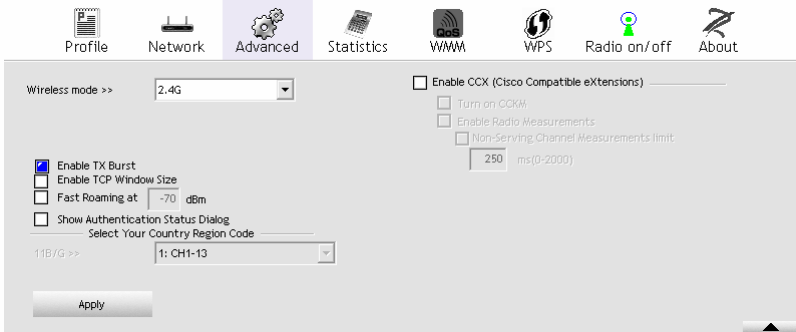 Profile Network Advanced Statistics QoS WMM WPS Radio on/off About
Wireless mode >> 2.4G
Enable TX Burst
Enable TCP Window Size
Fast Roaming at -70 dBm
Show Authentication Status Dialog
Select Your Country Region Code
11B/G >> 1: CH1-13
Apply
Enable CCX (Cisco Compatible eXtensions)
Turn on CCKM
Enable Radio Measurements
Non-Serving Channel Measurements limit
250 ms(0-2000)